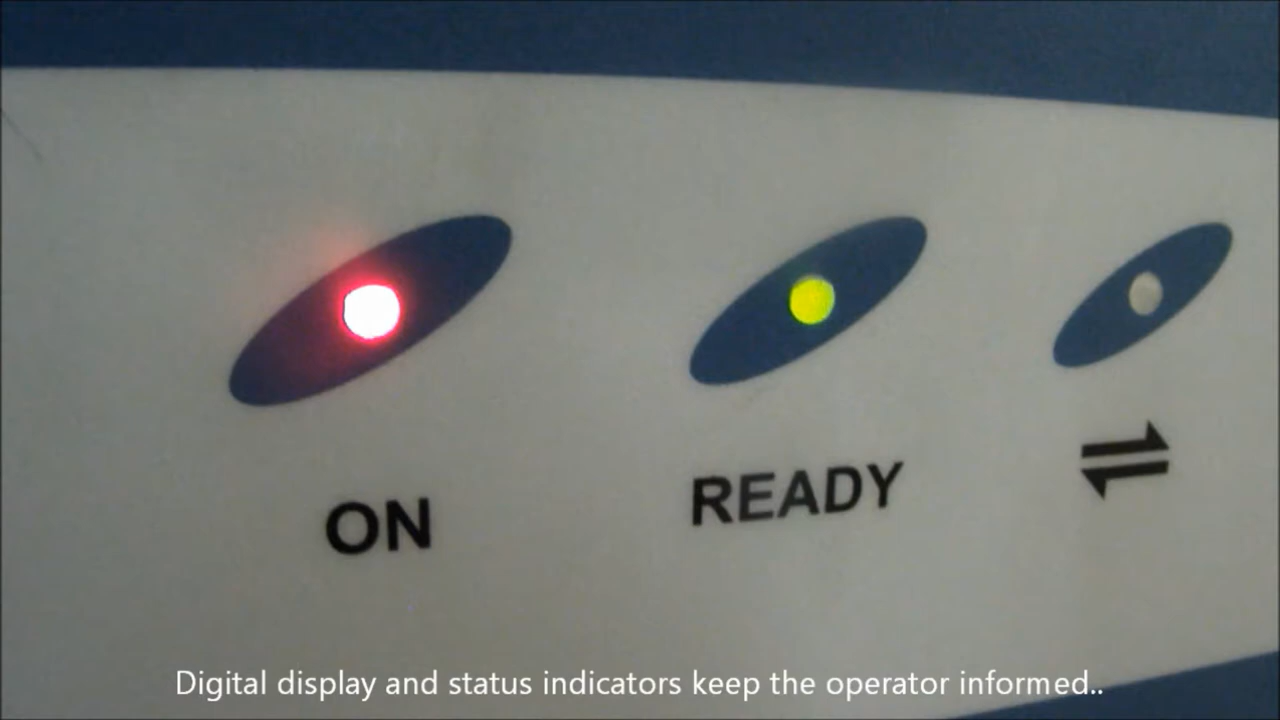 ON
READY
Digital display and status indicators keep the operator informed..